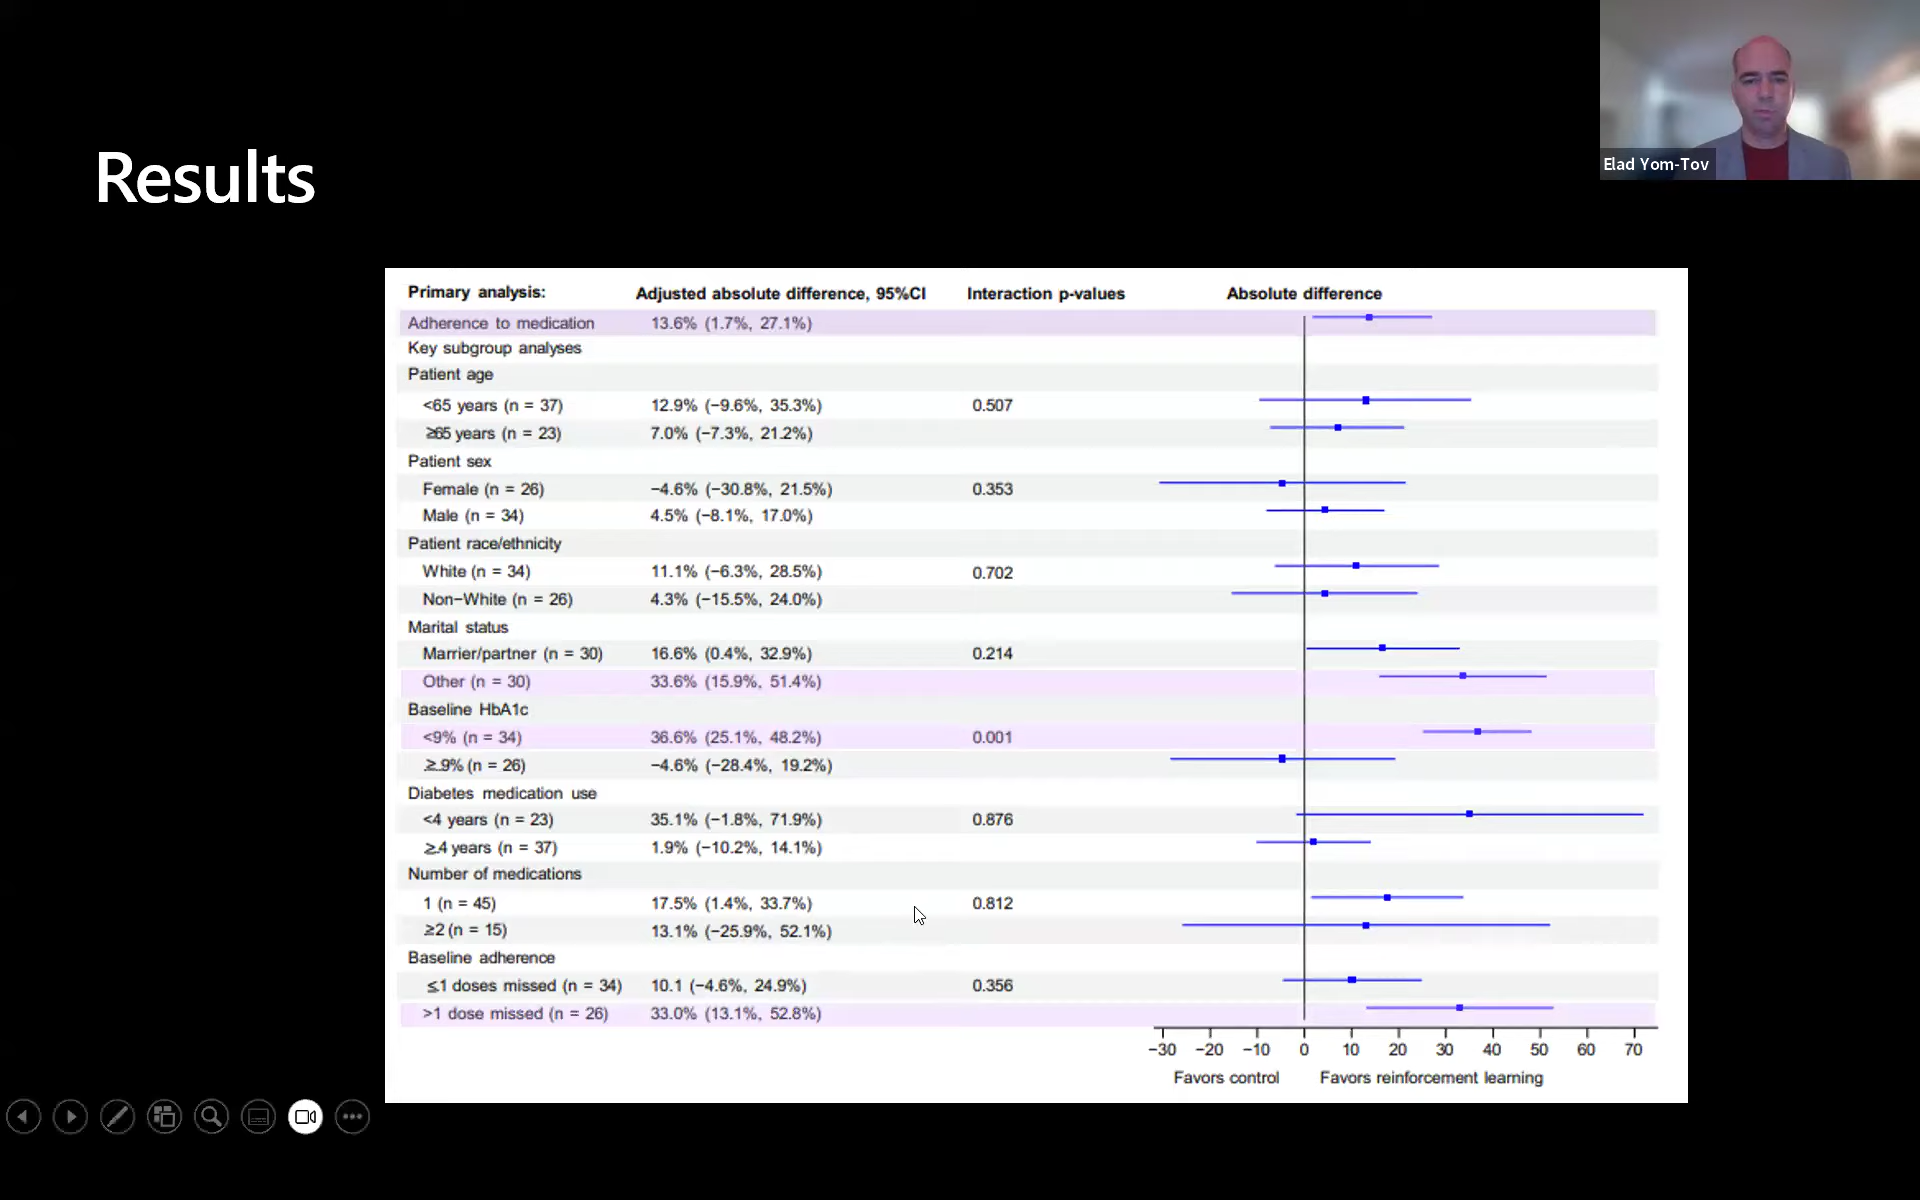 Elad Yom-Tov
Results
Primary analysis: Adjusted absolute difference, 95%CI Interaction p-values Absolute difference
Adherence to medication 13.6% (1.7%, 27.1%)
Key subgroup analyses
Patient age
<65 years (n = 37) 12.9% (−9.6%, 35.3%) 0.507
≥65 years (n = 23) 7.0% (−7.3%, 21.2%)
Patient sex
Female (n = 26) −4.6% (−30.8%, 21.5%) 0.353
Male (n = 34) 4.5% (−8.1%, 17.0%)
Patient race/ethnicity
White (n = 34) 11.1% (−6.3%, 28.5%) 0.702
Non−White (n = 26) 4.3% (−15.5%, 24.0%)
Marital status
Marrier/partner (n = 30) 16.6% (0.4%, 32.9%) 0.214
Other (n = 30) 33.6% (15.9%, 51.4%)
Baseline HbA1c
<9% (n = 34) 36.6% (25.1%, 48.2%) 0.001
≥.9% (n = 26) −4.6% (−28.4%, 19.2%)
Diabetes medication use
<4 years (n = 23) 35.1% (−1.8%, 71.9%) 0.876
≥.4 years (n = 37) 1.9% (−10.2%, 14.1%)
Number of medications
1 (n = 45) 17.5% (1.4%, 33.7%) 0.812
≥2 (n = 15) 13.1% (−25.9%, 52.1%)
Baseline adherence
≤1 doses missed (n = 34) 10.1 (−4.6%, 24.9%) 0.356
>1 dose missed (n = 26) 33.0% (13.1%, 52.8%)
−30 −20 −10 0 10 20 30 40 50 60 70
Favors control Favors reinforcement learning